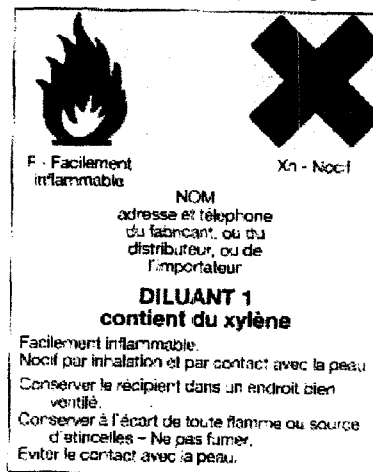 F - Facilement
inflammable
Xn - Nocif
NOM
adresse et téléphone
du fabricant, ou du
distributeur, ou de
l'importateur
DILUANT 1
contient du xylène
Facilement inflammable.
Nocif par inhalation et par contact avec la peau
Conserver le récipient dans un endroit bien
ventilé.
Conserver à l'écart de toute flamme ou source
d'étincelles – Ne pas fumer.
Eviter le contact avec la peau.